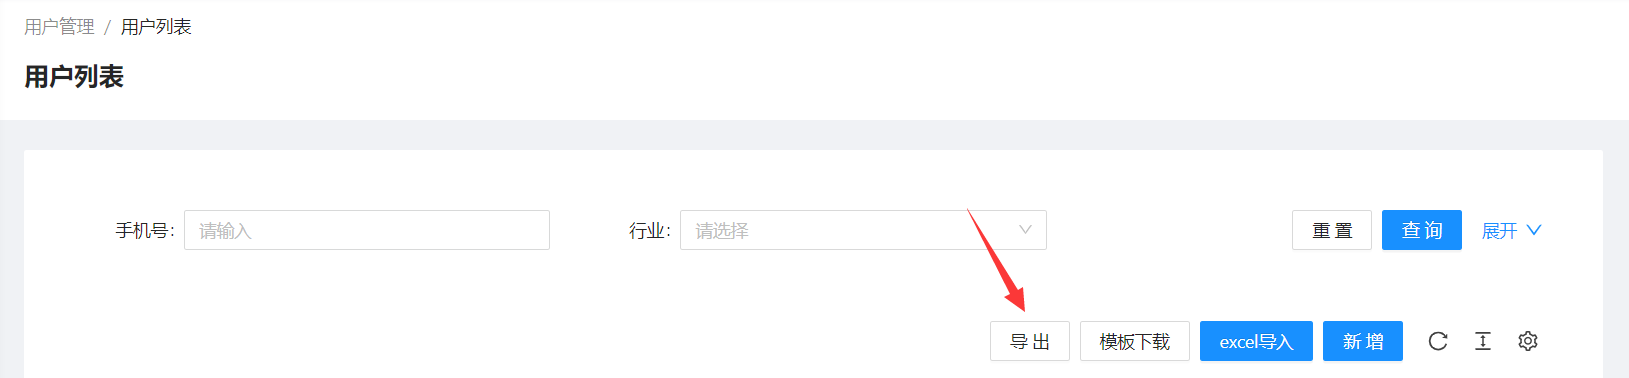 用户管理 / 用户列表
用户列表
手机号: 请输入 行业: 请选择 重 置 查 询 展开
导 出 模板下载 excel导入 新 增